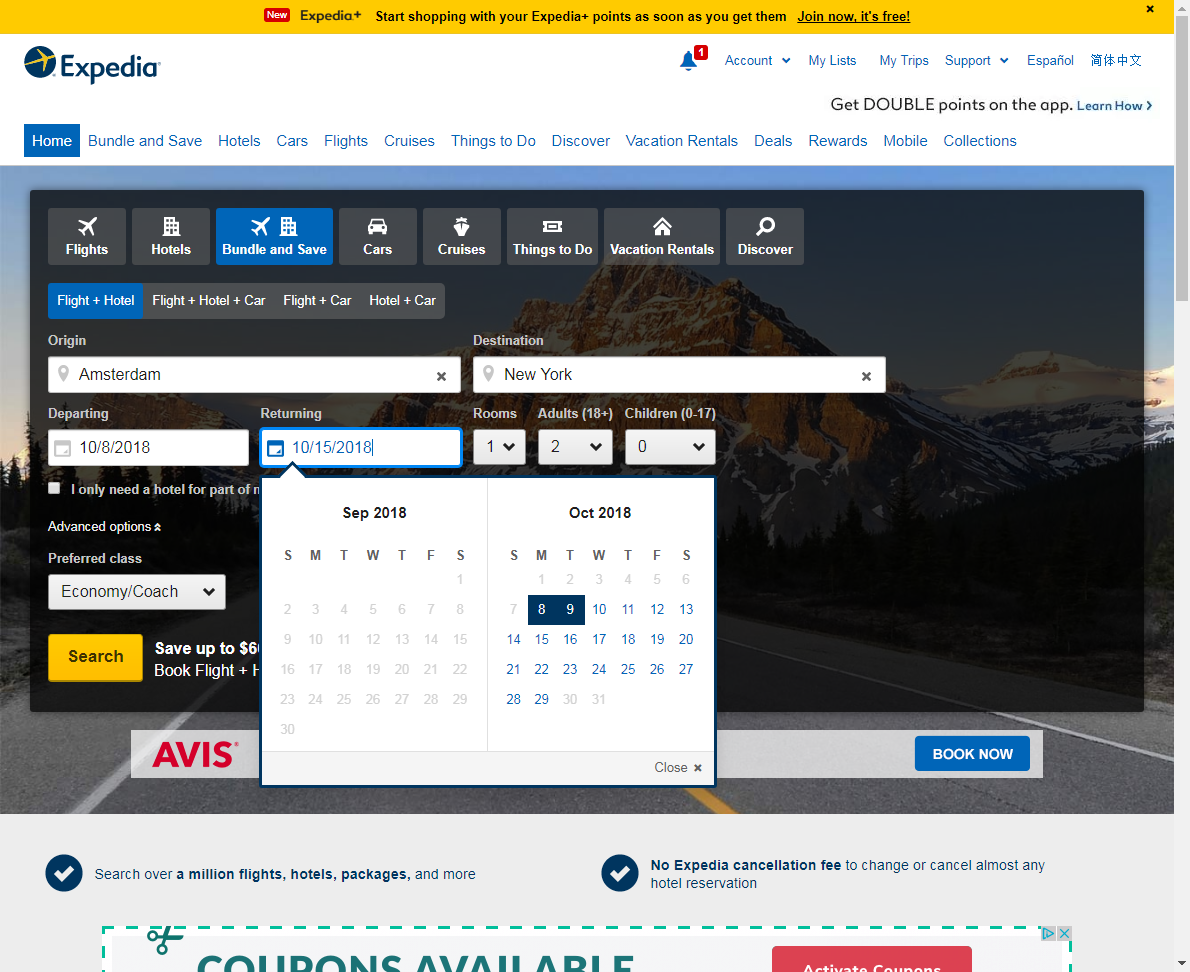 New Expedia+ Start shopping with your Expedia+ points as soon as you get them Join now, it's free!
Expedia
1 Account My Lists My Trips Support Español 简体中文
Get DOUBLE points on the app. Learn How
Home Bundle and Save Hotels Cars Flights Cruises Things to Do Discover Vacation Rentals Deals Rewards Mobile Collections
Flights Hotels Bundle and Save Cars Cruises Things to Do Vacation Rentals Discover
Flight + Hotel Flight + Hotel + Car Flight + Car Hotel + Car
Origin Destination
Amsterdam New York
Departing Returning Rooms Adults (18+) Children (0-17)
10/8/2018 10/15/2018 1 2 0
I only need a hotel for part of
Advanced options
Preferred class
Economy/Coach
Search
Save up to
Book Flight +
Sep 2018
S M T W T F S
1
2 3 4 5 6 7 8
9 10 11 12 13 14 15
16 17 18 19 20 21 22
23 24 25 26 27 28 29
30
Oct 2018
S M T W T F S
1 2 3 4 5 6
7 8 9 10 11 12 13
14 15 16 17 18 19 20
21 22 23 24 25 26 27
28 29 30 31
Close
AVIS BOOK NOW
Search over a million flights, hotels, packages, and more
No Expedia cancellation fee to change or cancel almost any
hotel reservation
COUPONS AVAILABLE
Activate Coupons